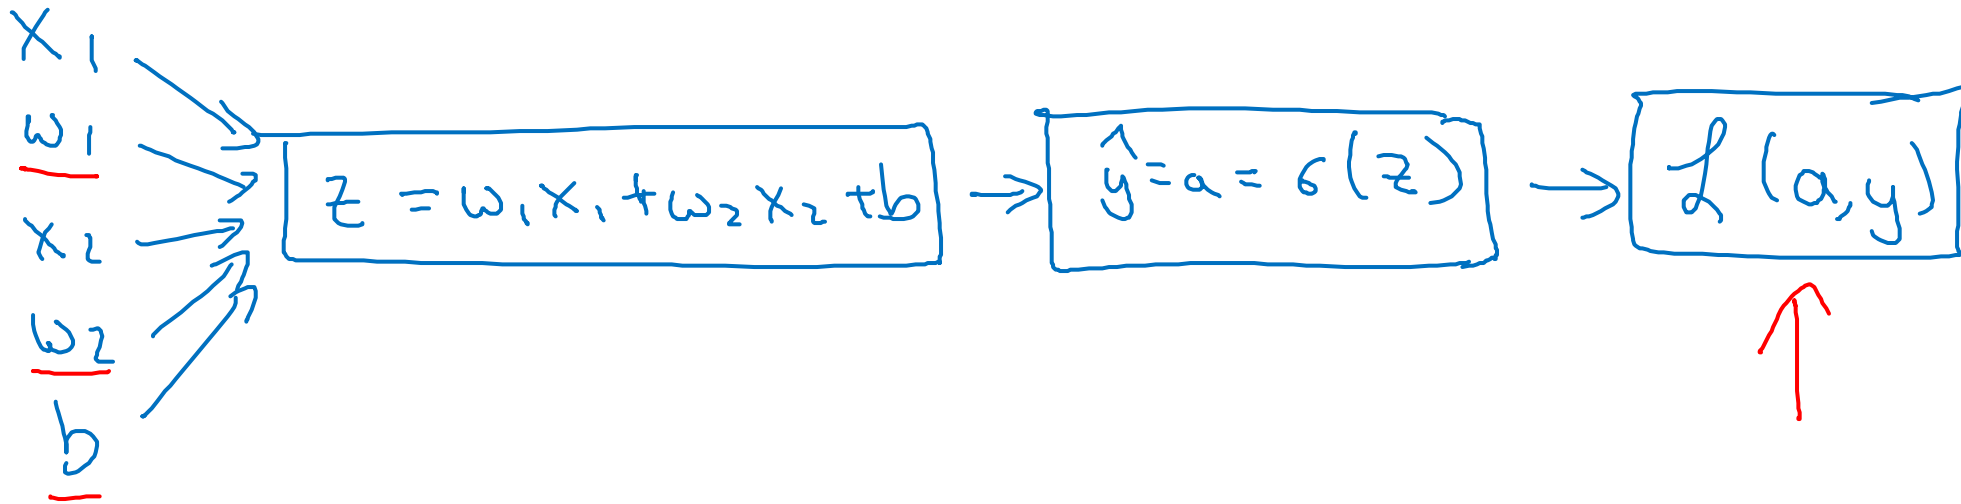 x₁
w₁
x₂
w₂
b
z = w₁x₁ + w₂x₂ + b
ŷ = a = σ(z)
ℒ(a, y)